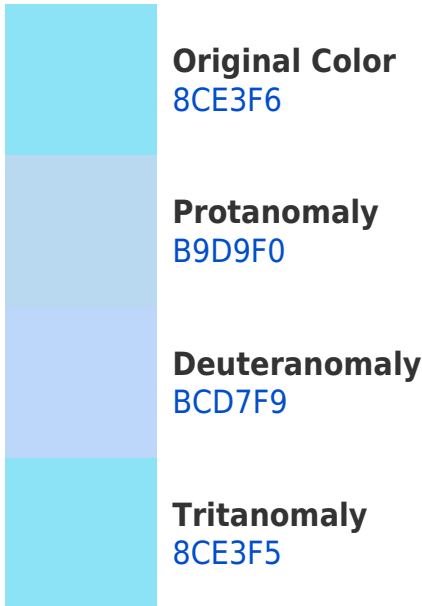 Original Color
8CE3F6
Protanomaly
B9D9F0
Deuteranomaly
BCD7F9
Tritanomaly
8CE3F5